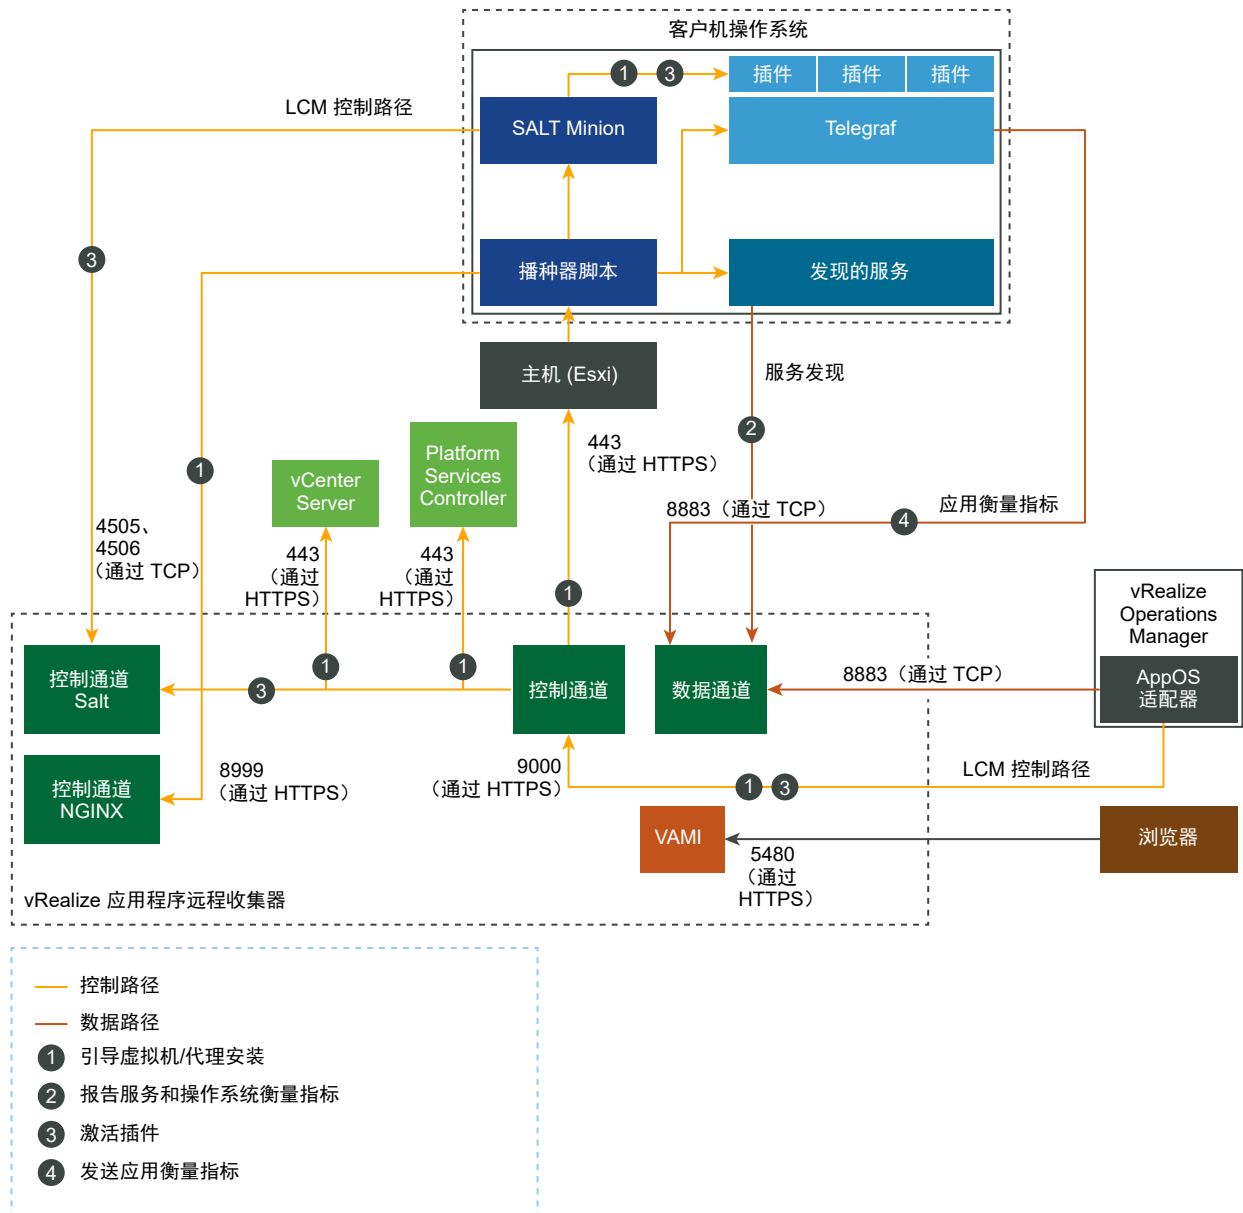 客户机操作系统
插件
插件
插件
1
3
LCM 控制路径
SALT Minion
Telegraf
3
播种器脚本
发现的服务
主机 (Esxi)
服务发现
2
443
（通过 HTTPS）
Platform
Services
Controller
vCenter
Server
1
8883（通过 TCP）
4
应用衡量指标
4505、
4506
（通过 TCP）
443
（通过
HTTPS）
443
（通过
HTTPS）
1
vRealize
Operations
Manager
AppOS
适配器
控制通道
Salt
3
1
1
控制通道
数据通道
8883（通过 TCP）
控制通道
NGINX
8999
（通过 HTTPS）
9000
（通过 HTTPS）
1
3
LCM 控制路径
VAMI
5480
（通过
HTTPS）
浏览器
vRealize 应用程序远程收集器
控制路径
数据路径
1 引导虚拟机/代理安装
2 报告服务和操作系统衡量指标
3 激活插件
4 发送应用衡量指标